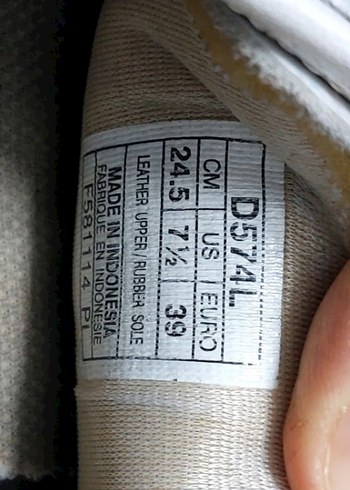 D574L
CM US / EURO
24.5 7½ 39
LEATHER UPPER / RUBBER SOLE
MADE IN INDONESIA
FABRIQUE EN INDONESIE
F581114 P1